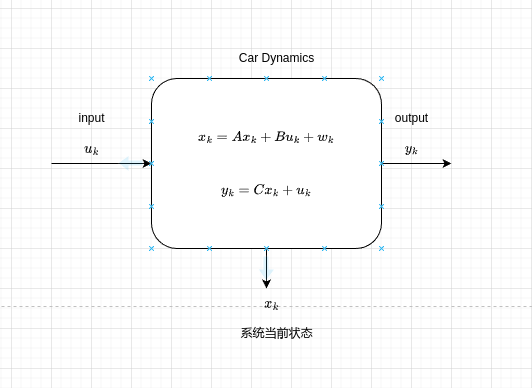 Car Dynamics
input
output
u_k
y_k
x_k = Ax_k + Bu_k + w_k
y_k = Cx_k + u_k
x_k
系统当前状态